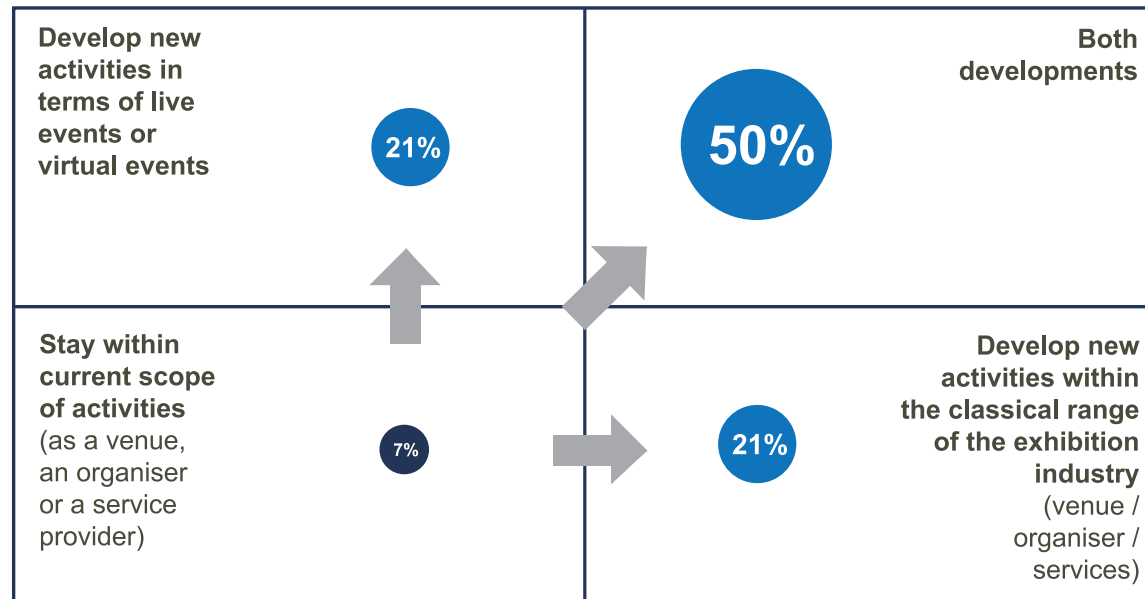 Develop new
activities in
terms of live
events or
virtual events
21%
Both
developments
50%
Stay within
current scope
of activities
(as a venue,
an organiser
or a service
provider)
7%
Develop new
activities within
the classical range
of the exhibition
industry
(venue /
organiser /
services)
21%